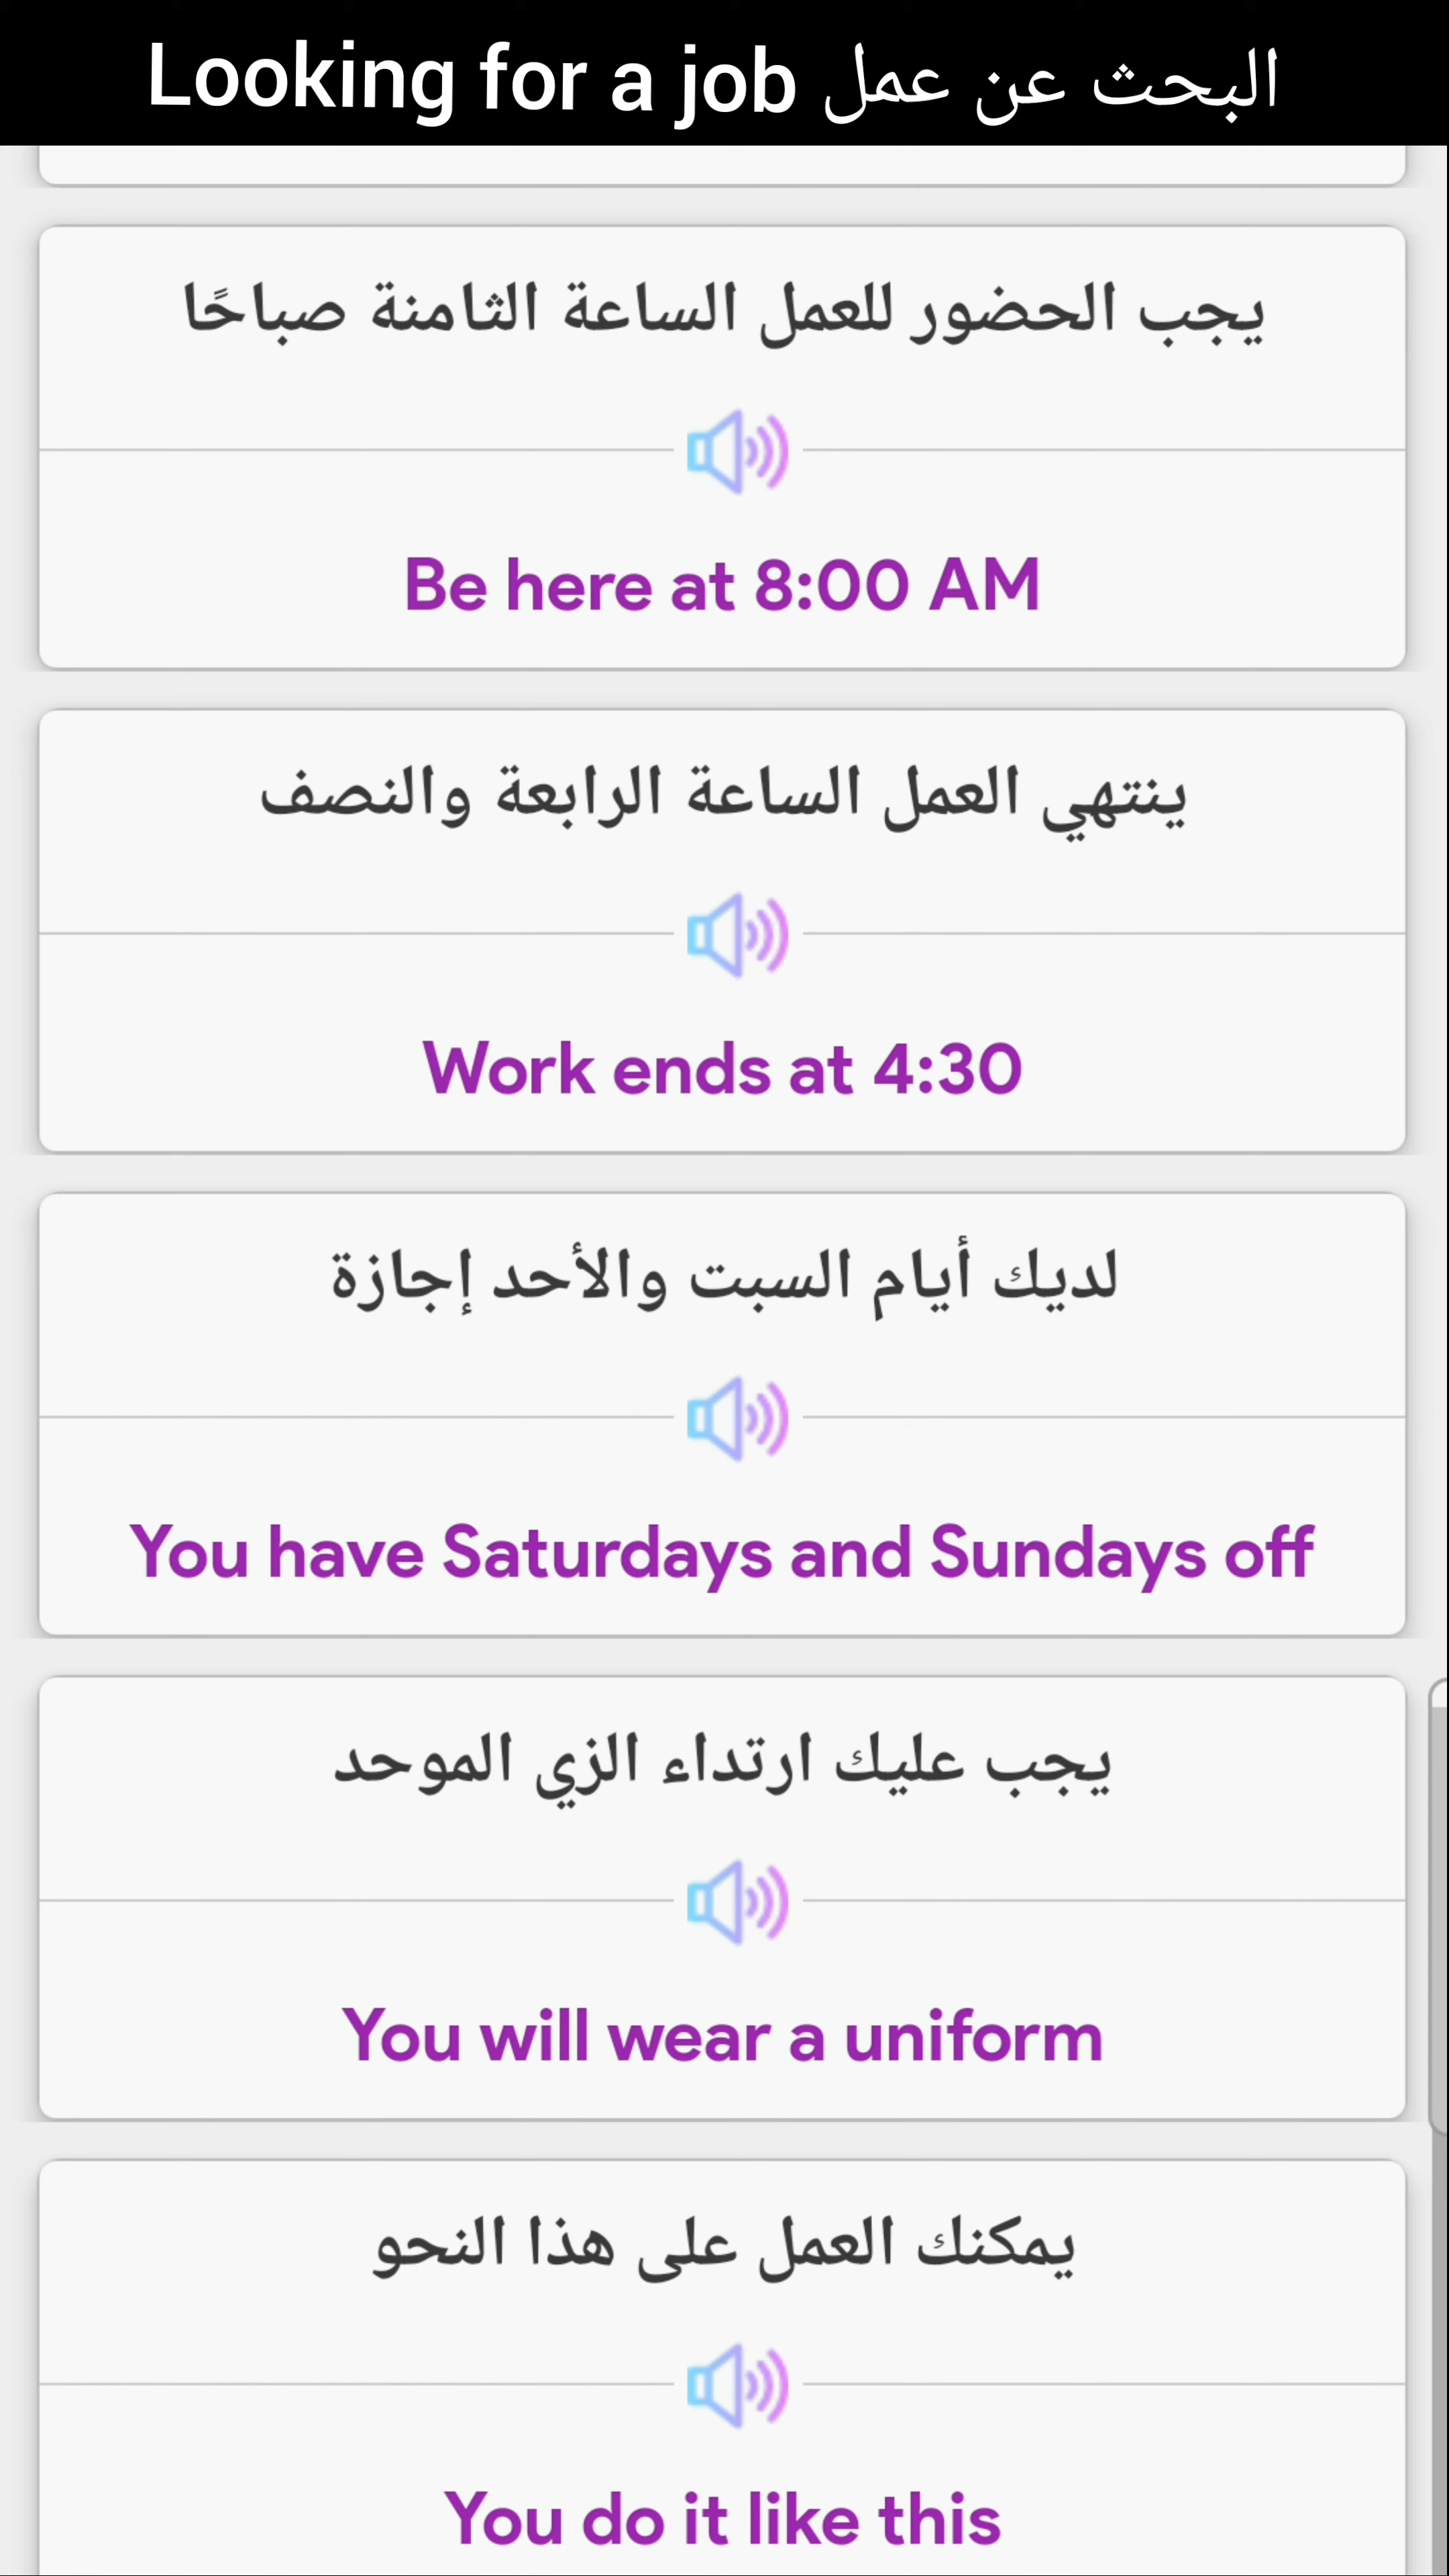 Looking for a job البحث عن عمل
يجب الحضور للعمل الساعة الثامنة صباحًا
Be here at 8:00 AM
ينتهي العمل الساعة الرابعة والنصف
Work ends at 4:30
لديك أيام السبت والأحد إجازة
You have Saturdays and Sundays off
يجب عليك ارتداء الزي الموحد
You will wear a uniform
يمكنك العمل على هذا النحو
You do it like this